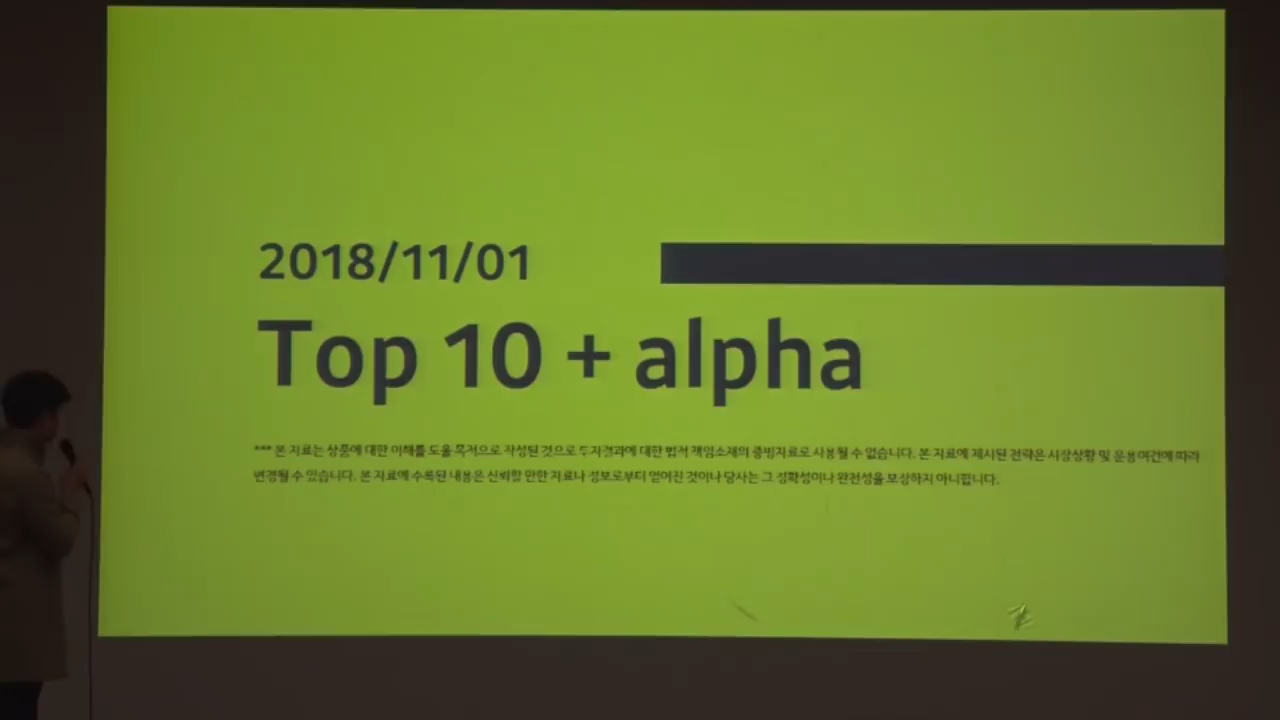 2018/11/01
Top 10 + alpha
*** 본 자료는 상품에 대한 이해를 돕울 목적으로 작성된 것으로 투자결과에 대한 법적 책임소재의 증빙자료로 사용될 수 없습니다. 본 자료에 제시된 전략은 시장상황 및 운용여건에 따라
변경될 수 있습니다. 본 자료에 수록된 내용은 신뢰할 만한 자료나 정보로부터 얻어진 것이나 당사는 그 정확성이나 완전성을 보장하지 아니합니다.